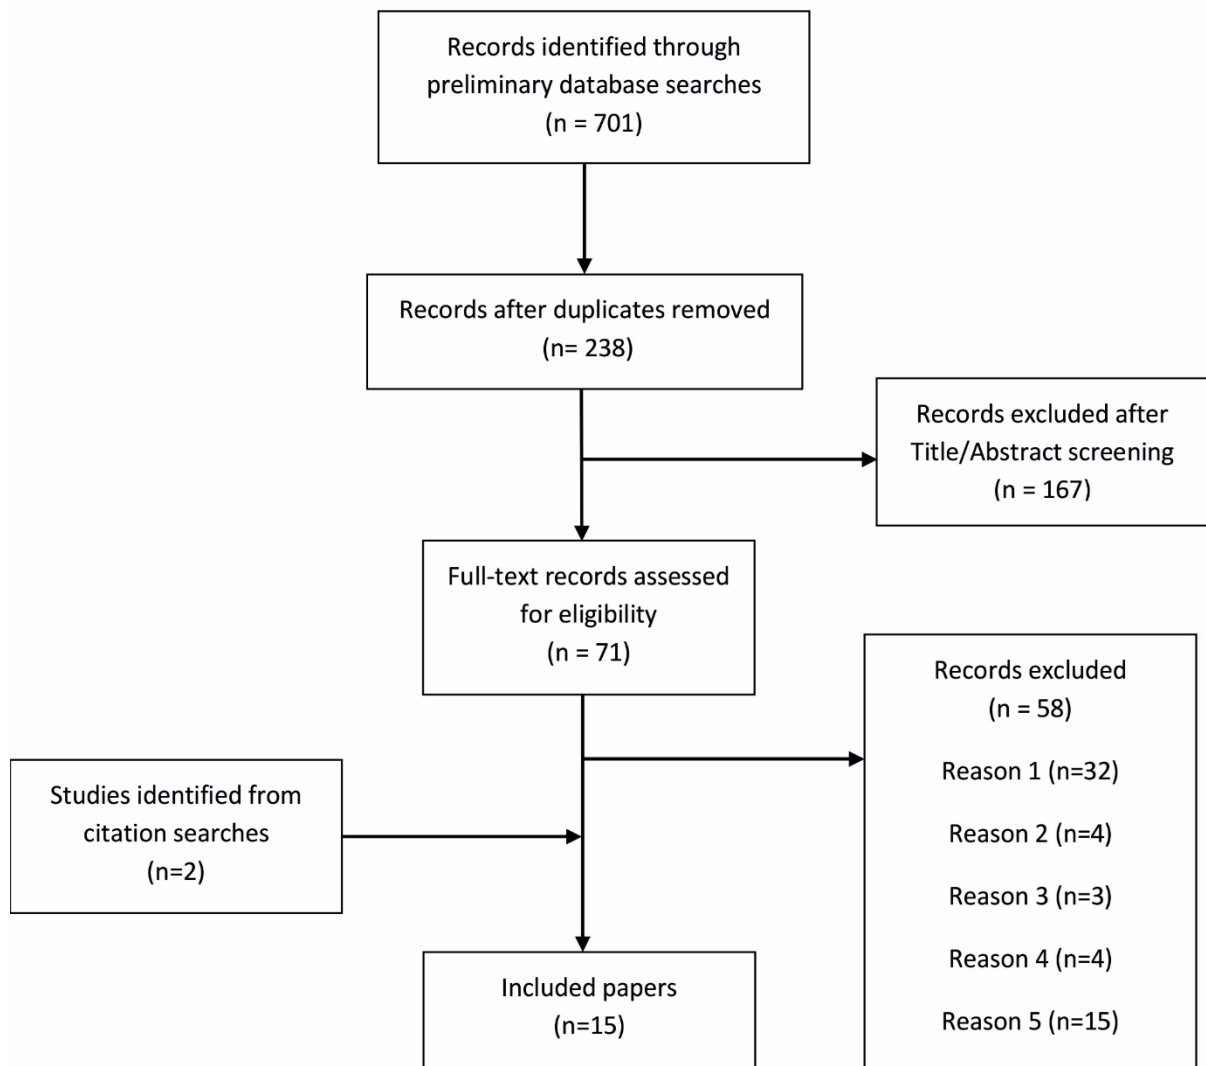 Records identified through
preliminary database searches
(n = 701)
Records after duplicates removed
(n= 238)
Records excluded after
Title/Abstract screening
(n = 167)
Full-text records assessed
for eligibility
(n = 71)
Records excluded
(n = 58)
Reason 1 (n=32)
Reason 2 (n=4)
Reason 3 (n=3)
Reason 4 (n=4)
Reason 5 (n=15)
Studies identified from
citation searches
(n=2)
Included papers
(n=15)